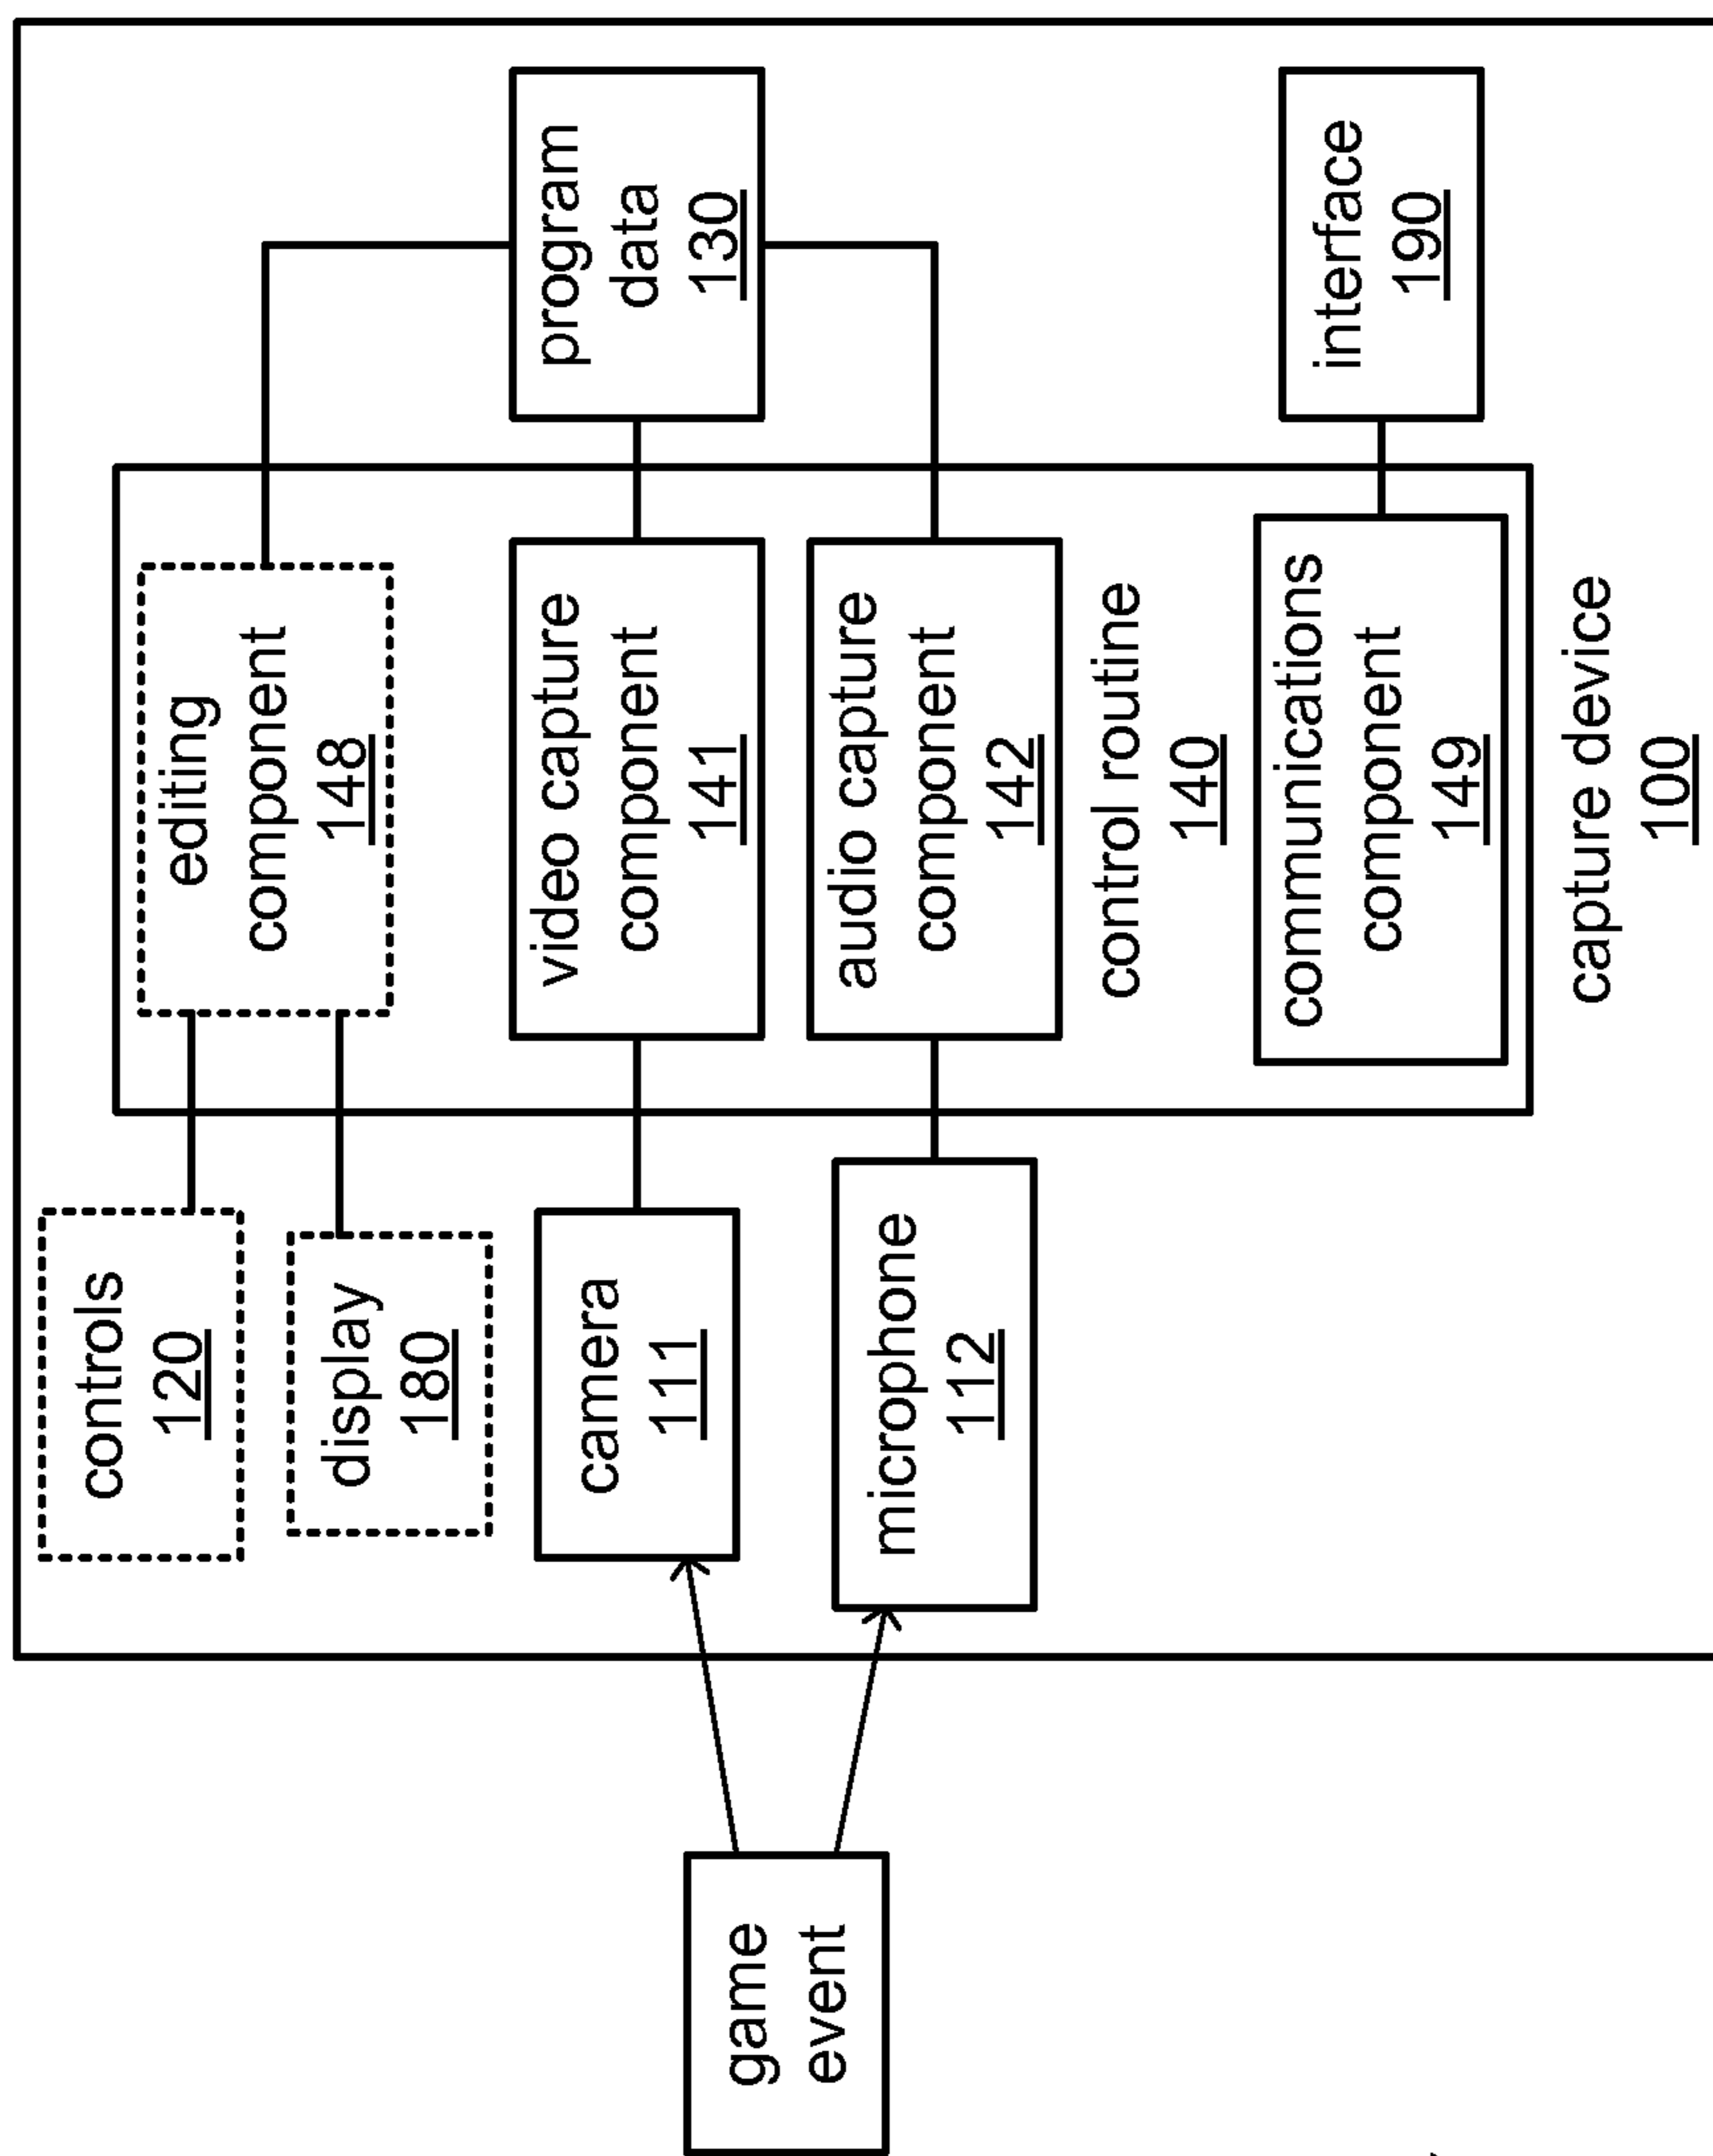 controls
120
display
180
camera
111
microphone
112
game
event
editing
component
148
video capture
component
141
audio capture
component
142
control routine
140
communications
component
149
capture device
100
program
data
130
interface
190